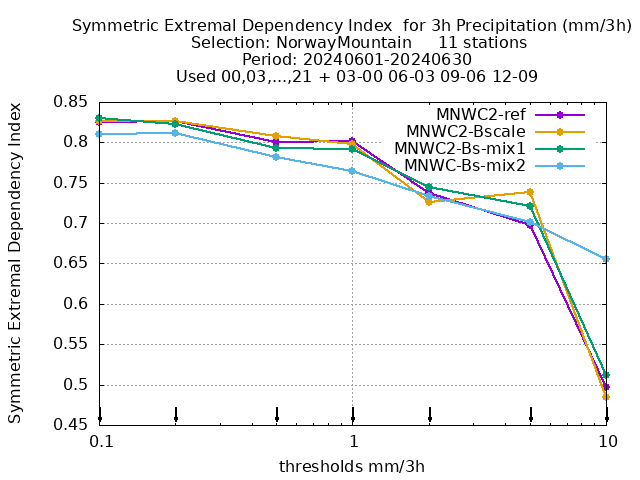 Symmetric Extremal Dependency Index  for 3h Precipitation (mm/3h)
Selection: NorwayMountain     11 stations
Period: 20240601-20240630
Used 00,03,...,21 + 03-00 06-03 09-06 12-09
Symmetric Extremal Dependency Index
0.85
0.8
0.75
0.7
0.65
0.6
0.55
0.5
0.45
MNWC2-ref
MNWC2-Bscale
MNWC2-Bs-mix1
MNWC-Bs-mix2
0.1
1
10
thresholds mm/3h